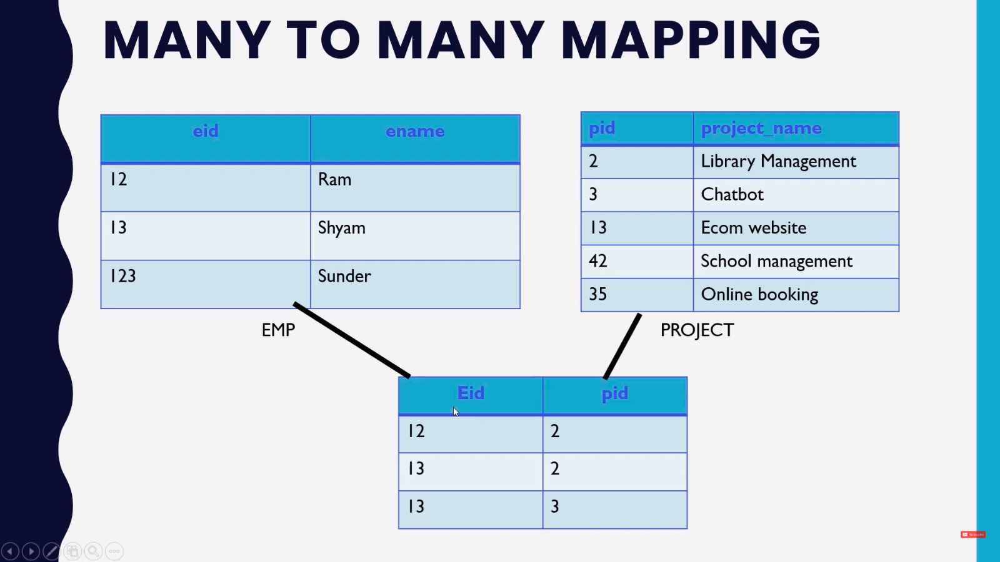 MANY TO MANY MAPPING
eid ename
12 Ram
13 Shyam
123 Sunder
EMP
pid project_name
2 Library Management
3 Chatbot
13 Ecom website
42 School management
35 Online booking
PROJECT
Eid pid
12 2
13 2
13 3